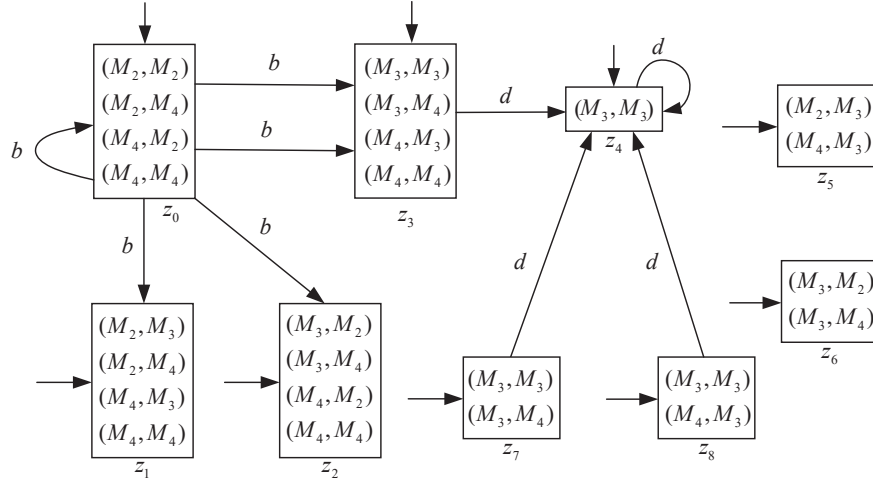 b
(M₂, M₂)
(M₂, M₄)
(M₄, M₂)
(M₄, M₄)
z₀
b
b
(M₃, M₃)
(M₃, M₄)
(M₄, M₃)
(M₄, M₄)
z₃
d
d
(M₃, M₃)
z₄
(M₂, M₃)
(M₄, M₃)
z₅
b
b
(M₂, M₃)
(M₂, M₄)
(M₄, M₃)
(M₄, M₄)
z₁
(M₃, M₂)
(M₃, M₄)
(M₄, M₂)
(M₄, M₄)
z₂
d
d
(M₃, M₃)
(M₃, M₄)
z₇
(M₃, M₃)
(M₄, M₃)
z₈
(M₃, M₂)
(M₃, M₄)
z₆